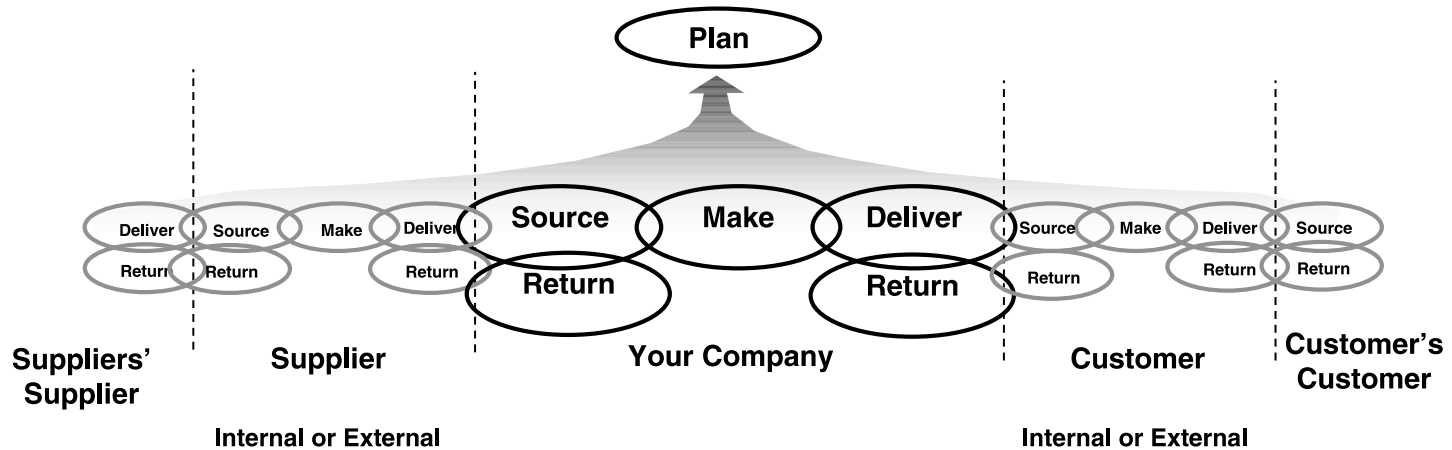 Plan
Deliver Source Make Deliver Source Make Deliver Source Make Deliver Source
Return Return Return Return Return Return Return Return
Suppliers' Supplier Your Company Customer Customer's
Supplier Customer
Internal or External Internal or External